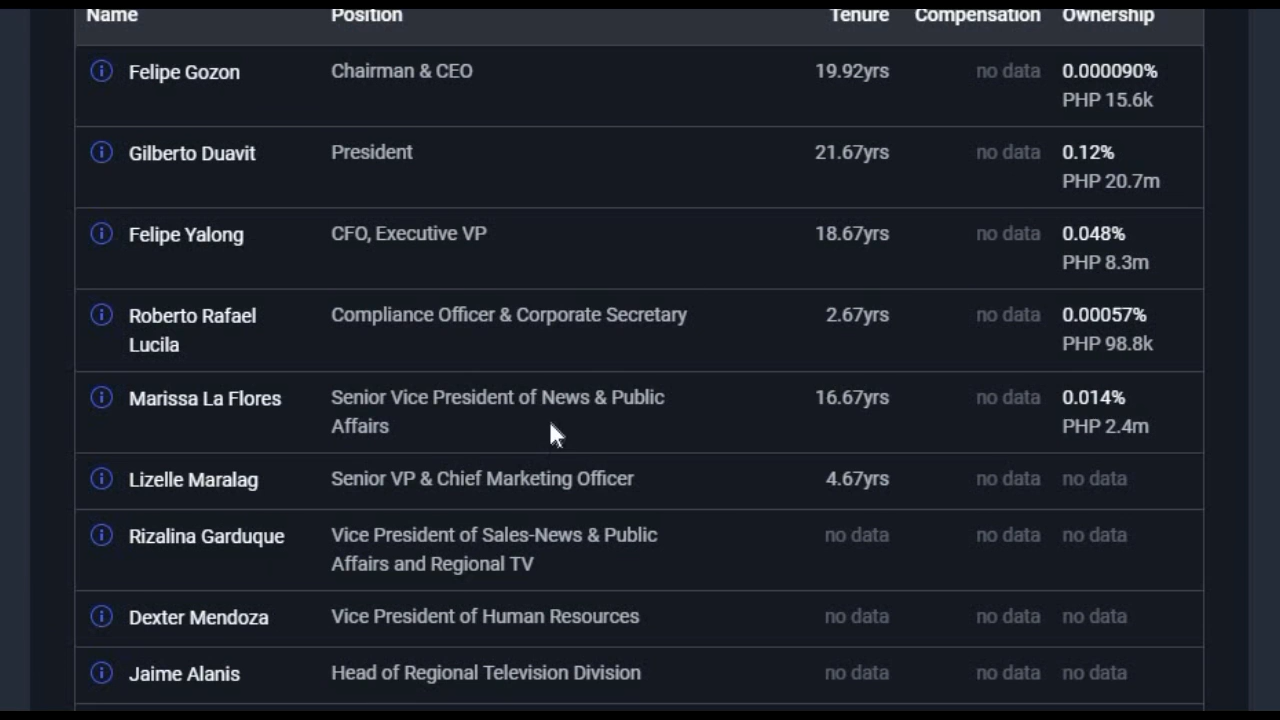 Name Position Tenure Compensation Ownership
Felipe Gozon Chairman & CEO 19.92yrs no data 0.000090%
PHP 15.6k
Gilberto Duavit President 21.67yrs no data 0.12%
PHP 20.7m
Felipe Yalong CFO, Executive VP 18.67yrs no data 0.048%
PHP 8.3m
Roberto Rafael Compliance Officer & Corporate Secretary 2.67yrs no data 0.00057%
Lucila PHP 98.8k
Marissa La Flores Senior Vice President of News & Public 16.67yrs no data 0.014%
Affairs PHP 2.4m
Lizelle Maralag Senior VP & Chief Marketing Officer 4.67yrs no data no data
Rizalina Garduque Vice President of Sales-News & Public no data no data no data
Affairs and Regional TV
Dexter Mendoza Vice President of Human Resources no data no data no data
Jaime Alanis Head of Regional Television Division no data no data no data